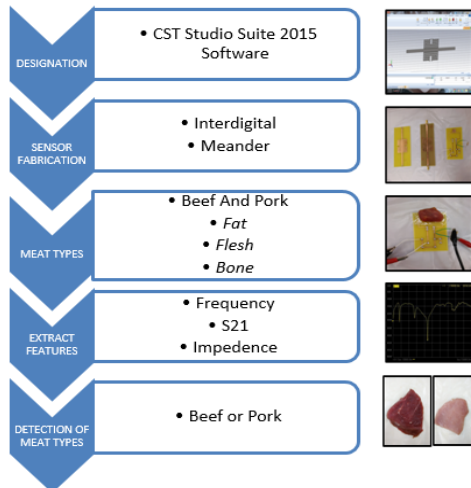 DESIGNATION
• CST Studio Suite 2015
Software
SENSOR
FABRICATION
• Interdigital
• Meander
MEAT TYPES
• Beef And Pork
• Fat
• Flesh
• Bone
EXTRACT
FEATURES
• Frequency
• S21
• Impedence
DETECTION OF
MEAT TYPES
• Beef or Pork